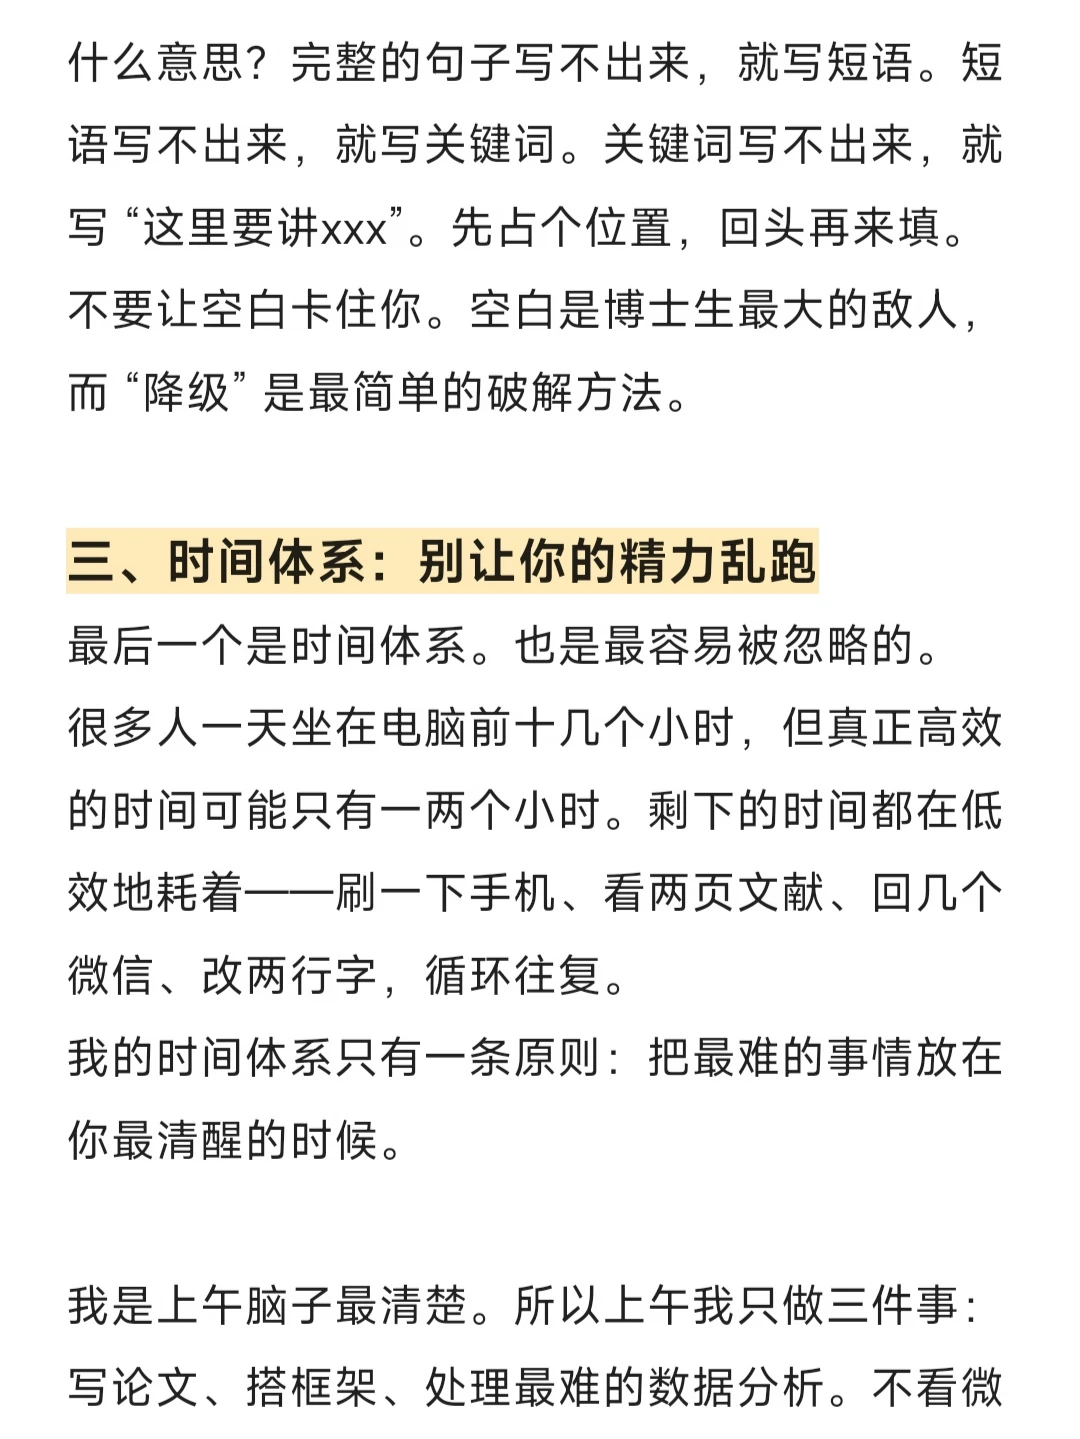 什么意思？完整的句子写不出来，就写短语。短
语写不出来，就写关键词。关键词写不出来，就
写“这里要讲xxx”。先占个位置，回头再来填。
不要让空白卡住你。空白是博士生最大的敌人，
而“降级”是最简单的破解方法。
三、时间体系：别让你的精力乱跑
最后一个是时间体系。也是最容易被忽略的。
很多人一天坐在电脑前十几个小时，但真正高效
的时间可能只有一两个小时。剩下的时间都在低
效地耗着——刷一下手机、看两页文献、回几个
微信、改两行字，循环往复。
我的时间体系只有一条原则：把最难的事情放在
你最清醒的时候。
我是上午脑子最清楚。所以上午我只做三件事：
写论文、搭框架、处理最难的数据分析。不看微